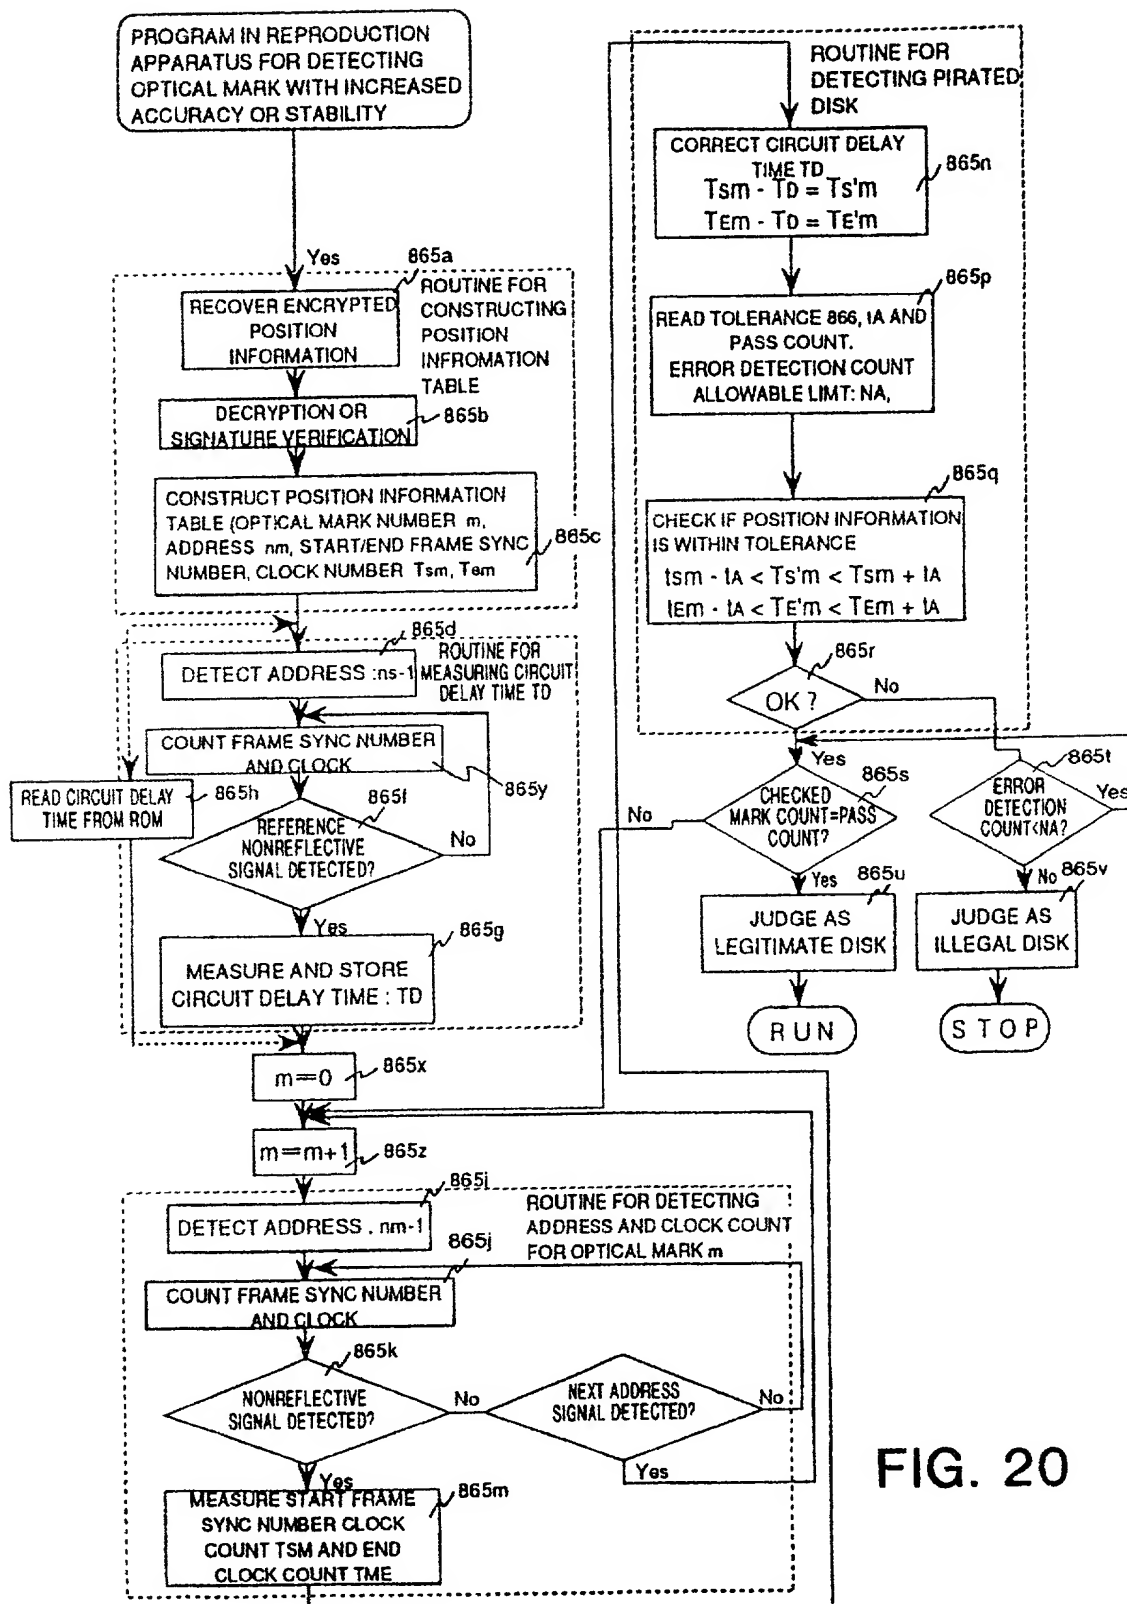 PROGRAM IN REPRODUCTION
APPARATUS FOR DETECTING
OPTICAL MARK WITH INCREASED
ACCURACY OR STABILITY
Yes
865a
RECOVER ENCRYPTED
POSITION
INFORMATION
ROUTINE FOR
CONSTRUCTING
POSITION
INFROMATION
TABLE
DECRYPTION OR
SIGNATURE VERIFICATION
865b
CONSTRUCT POSITION INFORMATION
TABLE (OPTICAL MARK NUMBER m,
ADDRESS nm, START/END FRAME SYNC
NUMBER, CLOCK NUMBER Tsm, TEm
865c
865d
DETECT ADDRESS :ns-1
ROUTINE FOR
MEASURING CIRCUIT
DELAY TIME TD
COUNT FRAME SYNC NUMBER
AND CLOCK
865y
READ CIRCUIT DELAY
TIME FROM ROM
865h
865f
REFERENCE
NONREFLECTIVE
SIGNAL DETECTED?
No
Yes
865g
MEASURE AND STORE
CIRCUIT DELAY TIME : TD
m=0
865x
m=m+1
865z
865i
DETECT ADDRESS . nm-1
ROUTINE FOR DETECTING
ADDRESS AND CLOCK COUNT
FOR OPTICAL MARK m
865j
COUNT FRAME SYNC NUMBER
AND CLOCK
865k
NONREFLECTIVE
SIGNAL DETECTED?
No
NEXT ADDRESS
SIGNAL DETECTED?
No
Yes
Yes
MEASURE START FRAME
SYNC NUMBER CLOCK
COUNT TSM AND END
CLOCK COUNT TME
865m
ROUTINE FOR
DETECTING PIRATED
DISK
CORRECT CIRCUIT DELAY
TIME TD
Tsm - TD = Ts'm
TEm - TD = TE'm
865n
865p
READ TOLERANCE 866, tA AND
PASS COUNT.
ERROR DETECTION COUNT
ALLOWABLE LIMT: NA,
865q
CHECK IF POSITION INFORMATION
IS WITHIN TOLERANCE
tsm - tA < Ts'm < Tsm + tA
tEm - tA < TE'm < TEm + tA
865r
OK ?
No
Yes
865s
No
CHECKED
MARK COUNT=PASS
COUNT?
865t
ERROR
DETECTION
COUNT<NA?
Yes
Yes
865u
No
865v
JUDGE AS
LEGITIMATE DISK
JUDGE AS
ILLEGAL DISK
RUN
STOP
FIG. 20